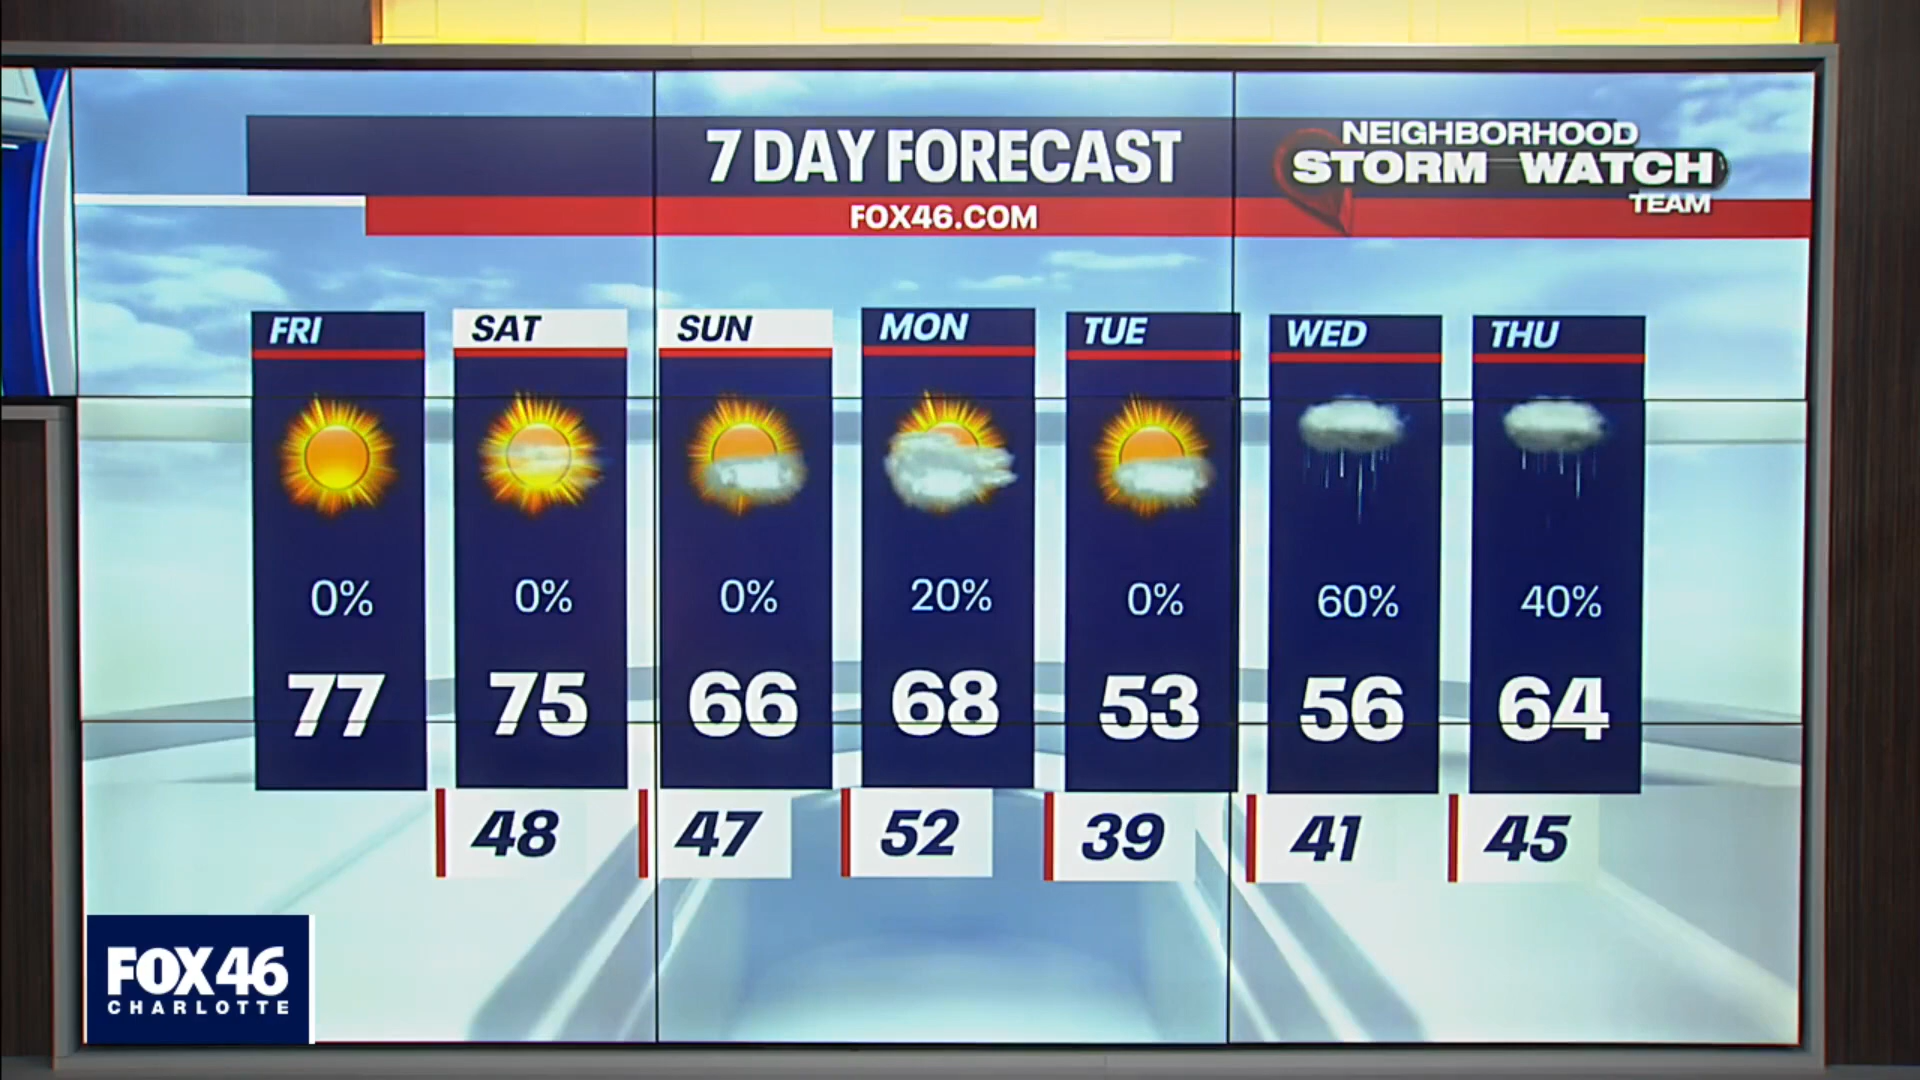 7 DAY FORECAST
FOX46.COM
NEIGHBORHOOD
STORM WATCH
TEAM
FRI SAT SUN MON TUE WED THU
0% 0% 0% 20% 0% 60% 40%
77 75 66 68 53 56 64
48 47 52 39 41 45
FOX46
CHARLOTTE